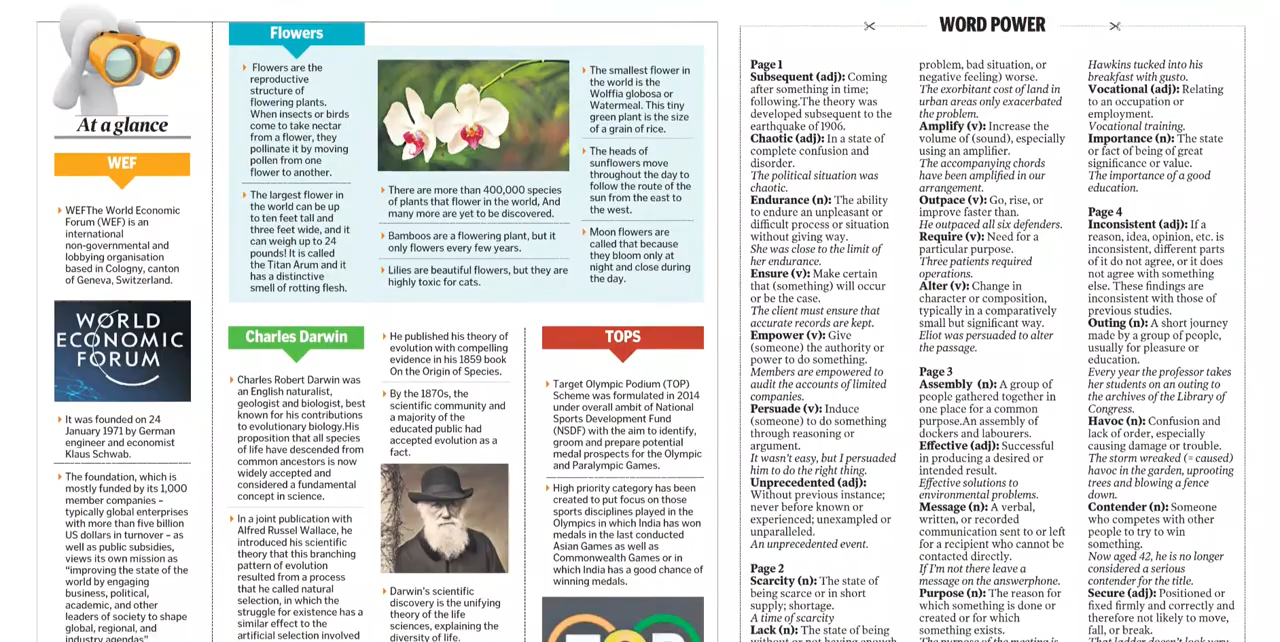 At a glance
WEF
WEFThe World Economic
Forum (WEF) is an
international
non-governmental and
lobbying organisation
based in Cologny, canton
of Geneva, Switzerland.
WORLD
ECONOMIC
FORUM
It was founded on 24
January 1971 by German
engineer and economist
Klaus Schwab.
The foundation, which is
mostly funded by its 1,000
member companies –
typically global enterprises
with more than five billion
US dollars in turnover – as
well as public subsidies,
views its own mission as
“improving the state of the
world by engaging
business, political,
academic, and other
leaders of society to shape
global, regional, and
industry agendas”
Flowers
Flowers are the
reproductive
structure of
flowering plants.
When insects or birds
come to take nectar
from a flower, they
pollinate it by moving
pollen from one
flower to another.
The largest flower in
the world can be up
to ten feet tall and
three feet wide, and it
can weigh up to 24
pounds! It is called
the Titan Arum and it
has a distinctive
smell of rotting flesh.
There are more than 400,000 species
of plants that flower in the world, And
many more are yet to be discovered.
Bamboos are a flowering plant, but it
only flowers every few years.
Lilies are beautiful flowers, but they are
highly toxic for cats.
The smallest flower in
the world is the
Wolffia globosa or
Watermeal. This tiny
green plant is the size
of a grain of rice.
The heads of
sunflowers move
throughout the day to
follow the route of the
sun from the east to
the west.
Moon flowers are
called that because
they bloom only at
night and close during
the day.
Charles Darwin
Charles Robert Darwin was
an English naturalist,
geologist and biologist, best
known for his contributions
to evolutionary biology.His
proposition that all species
of life have descended from
common ancestors is now
widely accepted and
considered a fundamental
concept in science.
In a joint publication with
Alfred Russel Wallace, he
introduced his scientific
theory that this branching
pattern of evolution
resulted from a process
that he called natural
selection, in which the
struggle for existence has a
similar effect to the
artificial selection involved
He published his theory of
evolution with compelling
evidence in his 1859 book
On the Origin of Species.
By the 1870s, the
scientific community and
a majority of the
educated public had
accepted evolution as a
fact.
Darwin's scientific
discovery is the unifying
theory of the life
sciences, explaining the
diversity of life.
TOPS
Target Olympic Podium (TOP)
Scheme was formulated in 2014
under overall ambit of National
Sports Development Fund
(NSDF) with the aim to identify,
groom and prepare potential
medal prospects for the Olympic
and Paralympic Games.
High priority category has been
created to put focus on those
sports disciplines played in the
Olympics in which India has won
medals in the last conducted
Asian Games as well as
Commonwealth Games or in
which India has a good chance of
winning medals.
WORD POWER
Page 1
Subsequent (adj): Coming
after something in time;
following.The theory was
developed subsequent to the
earthquake of 1906.
Chaotic (adj): In a state of
complete confusion and
disorder.
The political situation was
chaotic.
Endurance (n): The ability
to endure an unpleasant or
difficult process or situation
without giving way.
She was close to the limit of
her endurance.
Ensure (v): Make certain
that (something) will occur
or be the case.
The client must ensure that
accurate records are kept.
Empower (v): Give
(someone) the authority or
power to do something.
Members are empowered to
audit the accounts of limited
companies.
Persuade (v): Induce
(someone) to do something
through reasoning or
argument.
It wasn't easy, but I persuaded
him to do the right thing.
Unprecedented (adj):
Without previous instance;
never before known or
experienced; unexampled or
unparalleled.
An unprecedented event.
Page 2
Scarcity (n): The state of
being scarce or in short
supply; shortage.
A time of scarcity
Lack (n): The state of being
without or not having enough
problem, bad situation, or
negative feeling) worse.
The exorbitant cost of land in
urban areas only exacerbated
the problem.
Amplify (v): Increase the
volume of (sound), especially
using an amplifier.
The accompanying chords
have been amplified in our
arrangement.
Outpace (v): Go, rise, or
improve faster than.
He outpaced all six defenders.
Require (v): Need for a
particular purpose.
Three patients required
operations.
Alter (v): Change in
character or composition,
typically in a comparatively
small but significant way.
Eliot was persuaded to alter
the passage.
Page 3
Assembly (n): A group of
people gathered together in
one place for a common
purpose.An assembly of
dockers and labourers.
Effective (adj): Successful
in producing a desired or
intended result.
Effective solutions to
environmental problems.
Message (n): A verbal,
written, or recorded
communication sent to or left
for a recipient who cannot be
contacted directly.
If I'm not there leave a
message on the answerphone.
Purpose (n): The reason for
which something is done or
created or for which
something exists.
The purpose of the meeting is
Hawkins tucked into his
breakfast with gusto.
Vocational (adj): Relating
to an occupation or
employment.
Vocational training.
Importance (n): The state
or fact of being of great
significance or value.
The importance of a good
education.
Page 4
Inconsistent (adj): If a
reason, idea, opinion, etc. is
inconsistent, different parts
of it do not agree, or it does
not agree with something
else. These findings are
inconsistent with those of
previous studies.
Outing (n): A short journey
made by a group of people,
usually for pleasure or
education.
Every year the professor takes
her students on an outing to
the archives of the Library of
Congress.
Havoc (n): Confusion and
lack of order, especially
causing damage or trouble.
The storm wreaked (= caused)
havoc in the garden, uprooting
trees and blowing a fence
down.
Contender (n): Someone
who competes with other
people to try to win
something.
Now aged 42, he is no longer
considered a serious
contender for the title.
Secure (adj): Positioned or
fixed firmly and correctly and
therefore not likely to move,
fall, or break.
That ladder doesn't look very